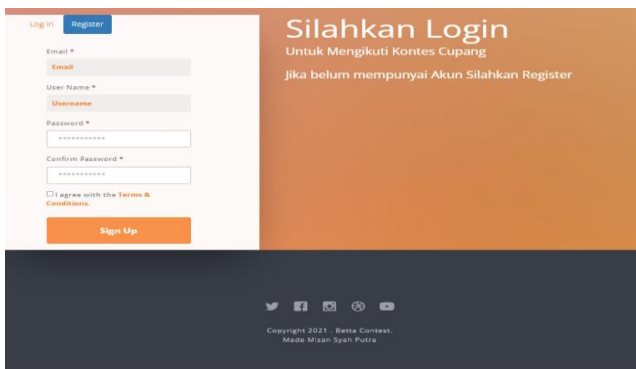 Log in
Register
Email *
Email
User Name *
Username
Password *
***********
Confirm Password *
***********
I agree with the Terms &
Conditions.
Sign Up
Silahkan Login
Untuk Mengikuti Kontes Cupang
Jika belum mempunyai Akun Silahkan Register
Copyright 2021 . Betta Contest.
Made Mizan Syah Putra